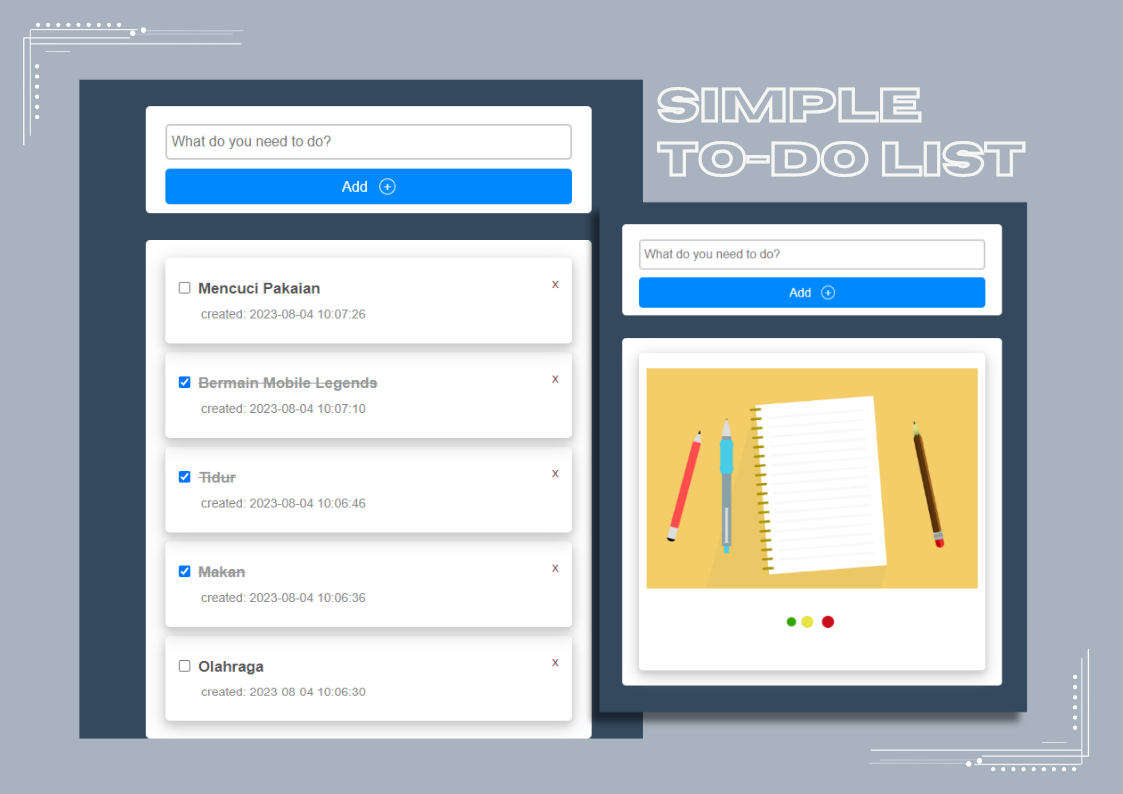 SIMPLE
TO-DO LIST
What do you need to do?
Add
Mencuci Pakaian
x
created: 2023-08-04 10:07:26
Bermain Mobile Legends
x
created: 2023-08-04 10:07:10
Tidur
x
created: 2023-08-04 10:06:46
Makan
x
created: 2023-08-04 10:06:36
Olahraga
x
created: 2023-08-04 10:06:30
What do you need to do?
Add